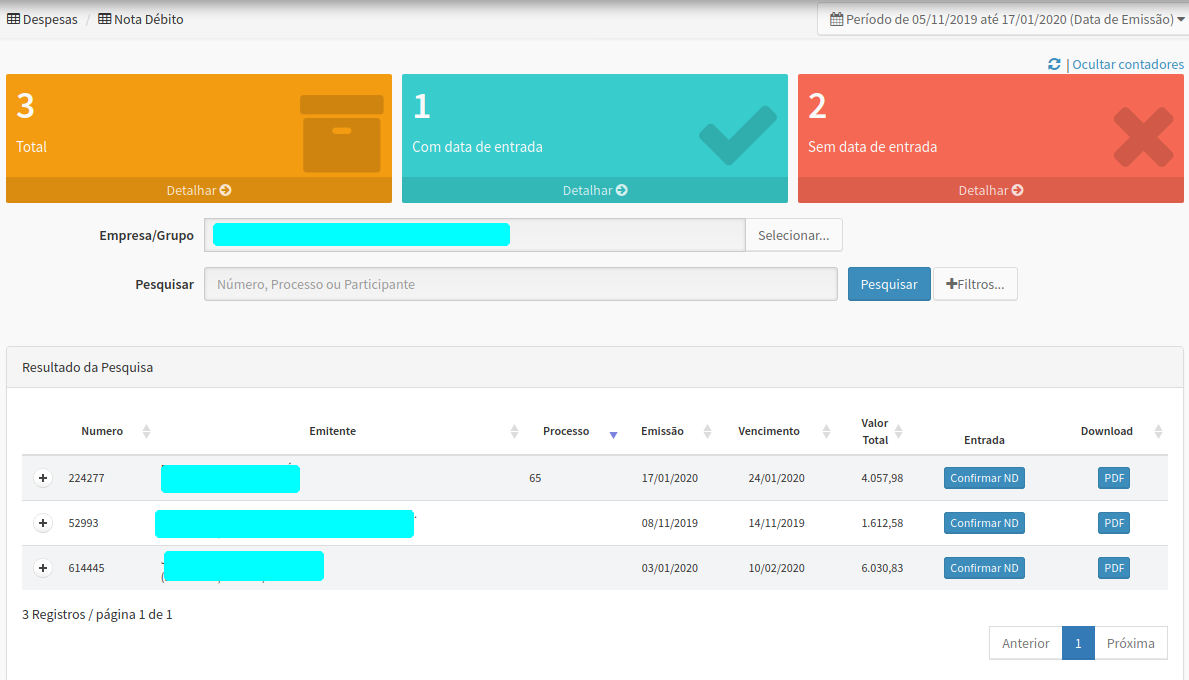 Despesas / Nota Débito
Período de 05/11/2019 até 17/01/2020 (Data de Emissão)
| Ocultar contadores
3
Total
Detalhar
1
Com data de entrada
Detalhar
2
Sem data de entrada
Detalhar
Empresa/Grupo
Selecionar...
Pesquisar
Número, Processo ou Participante
Pesquisar
+Filtros...
Resultado da Pesquisa
Numero Emitente Processo Emissão Vencimento Valor Total Entrada Download
224277 65 17/01/2020 24/01/2020 4.057,98 Confirmar ND PDF
52993 08/11/2019 14/11/2019 1.612,58 Confirmar ND PDF
614445 03/01/2020 10/02/2020 6.030,83 Confirmar ND PDF
3 Registros / página 1 de 1
Anterior 1 Próxima